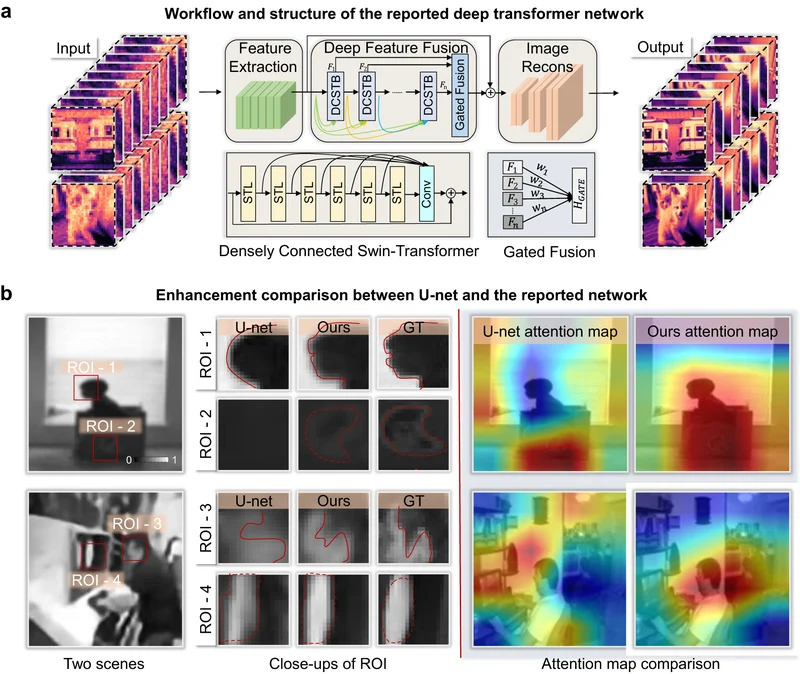 a
Workflow and structure of the reported deep transformer network
Input
Feature
Extraction
Deep Feature Fusion
F1
F2
Fn
DCSTB
DCSTB
......
DCSTB
Gated Fusion
Image
Recons
Output
STL
STL
STL
STL
STL
STL
Conv
Densely Connected Swin-Transformer
F1
F2
F3
Fn
w1
w2
w3
wn
HGATE
Gated Fusion
b
Enhancement comparison between U-net and the reported network
ROI - 1
ROI - 2
0
1
ROI - 1
U-net
Ours
GT
ROI - 2
U-net attention map
Ours attention map
ROI - 3
ROI - 4
ROI - 3
U-net
Ours
GT
ROI - 4
Two scenes
Close-ups of ROI
Attention map comparison